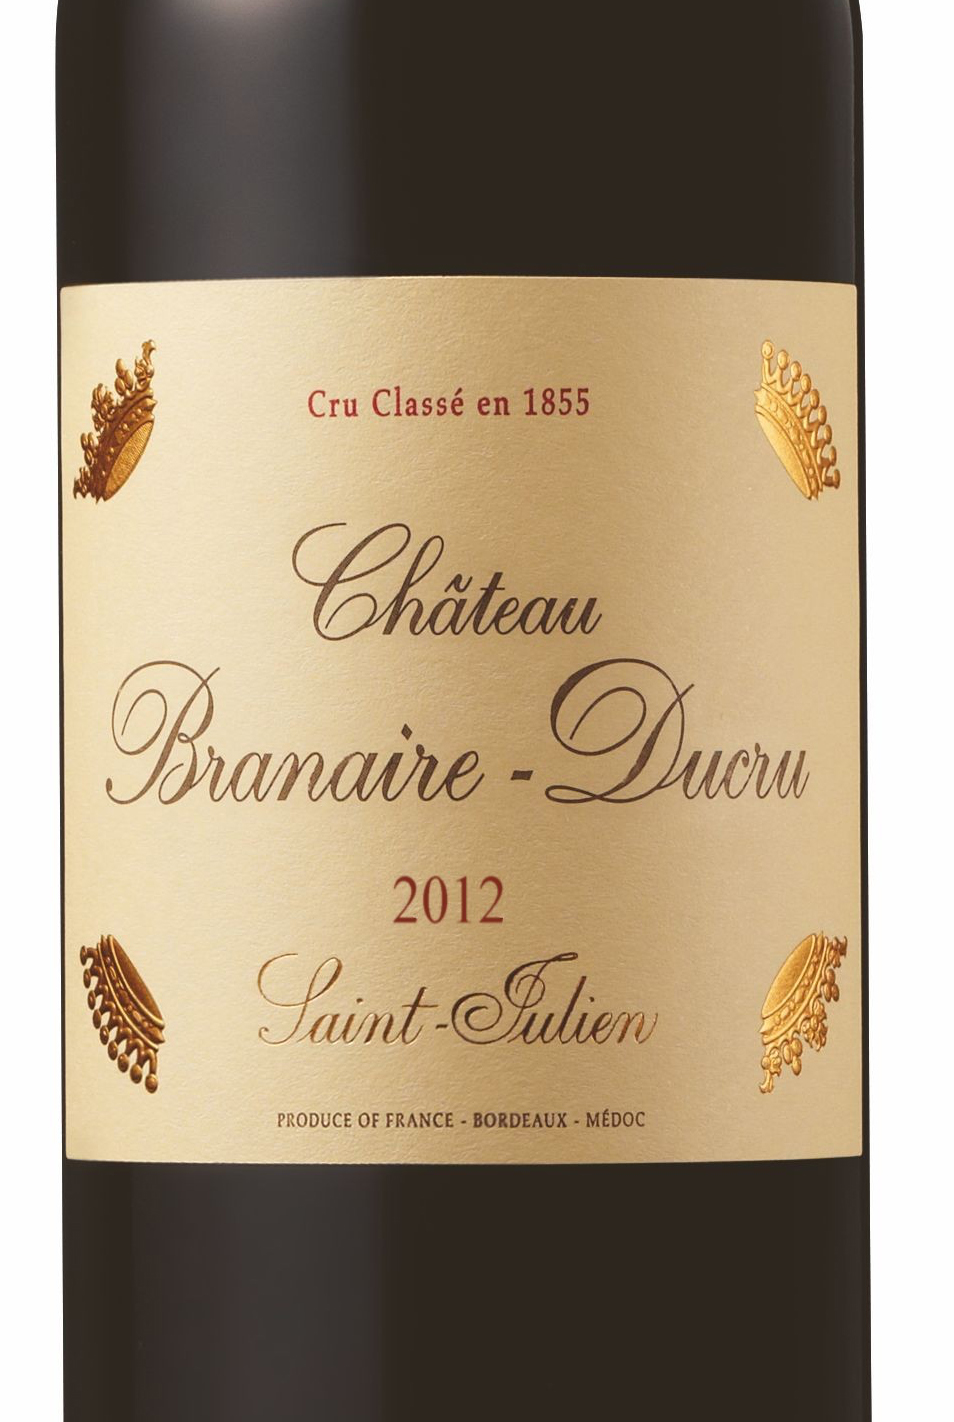 Cru Classé en 1855
Château
Branaire - Ducru
2012
Saint-Julien
PRODUCE OF FRANCE - BORDEAUX - MÉDOC